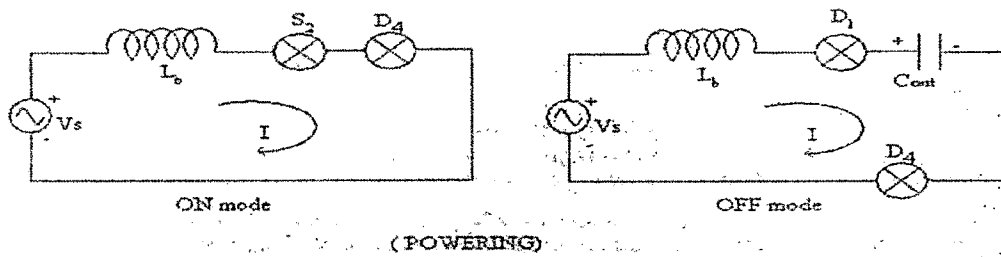 S2 D4
Lb
+
Vs
-
I
ON mode
D1
+ -
Lb
Cout
+
Vs
-
I
D4
OFF mode
( POWERING)